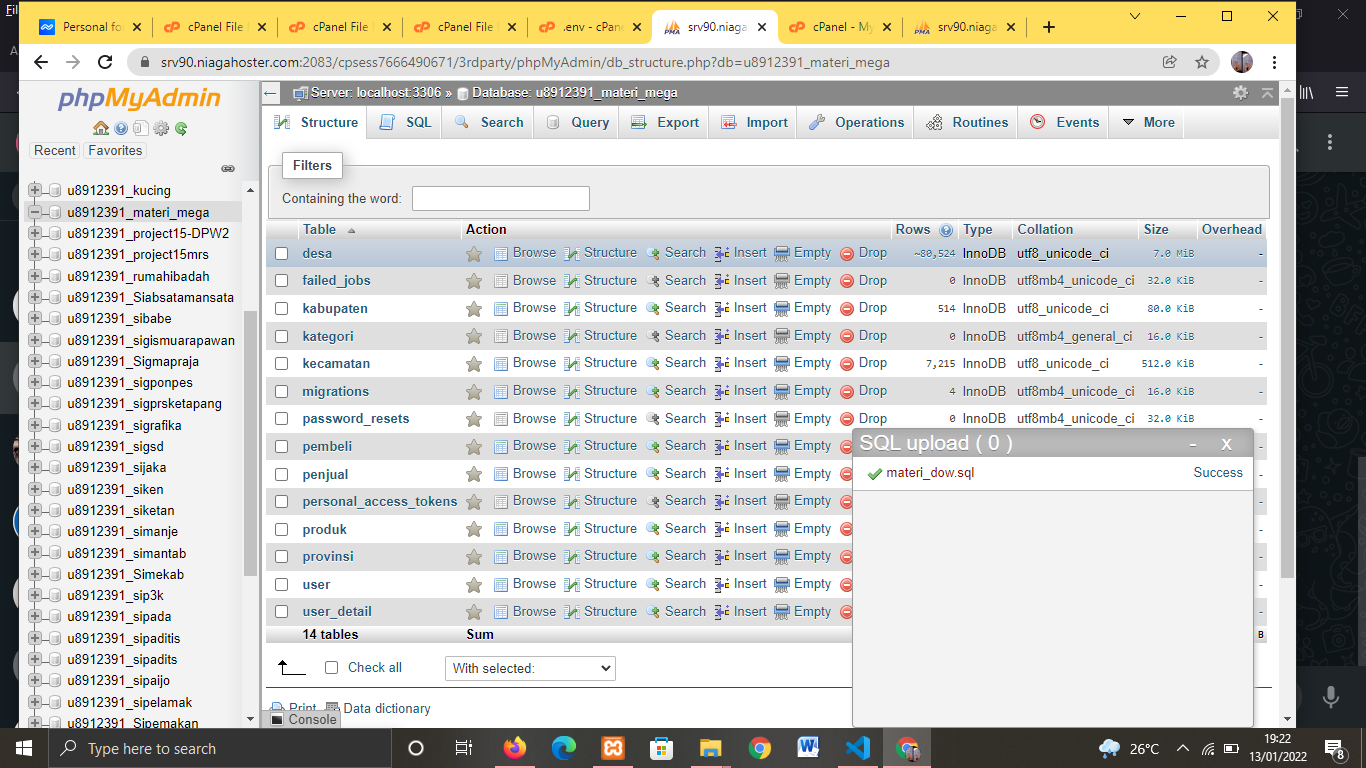 Personal for
cPanel File
cPanel File
cPanel File
.env - cPane
srv90.niaga
cPanel - My
srv90.niaga
srv90.niagahoster.com:2083/cpsess7666490671/3rdparty/phpMyAdmin/db_structure.php?db=u8912391_materi_mega
phpMyAdmin
Recent Favorites
u8912391_kucing
u8912391_materi_mega
u8912391_project15-DPW2
u8912391_project15mrs
u8912391_rumahibadah
u8912391_Siabsatamansata
u8912391_sibabe
u8912391_sigismuarapawan
u8912391_Sigmapraja
u8912391_sigponpes
u8912391_sigprsketapang
u8912391_sigrafika
u8912391_sigsd
u8912391_sijaka
u8912391_siken
u8912391_siketan
u8912391_simanje
u8912391_simantab
u8912391_Simekab
u8912391_sip3k
u8912391_sipada
u8912391_sipaditis
u8912391_sipadits
u8912391_sipaijo
u8912391_sipelamak
u8912391_Sipemakan
Server: localhost:3306 » Database: u8912391_materi_mega
Structure SQL Search Query Export Import Operations Routines Events More
Filters
Containing the word:
Table Action Rows Type Collation Size Overhead
desa Browse Structure Search Insert Empty Drop ~80,524 InnoDB utf8_unicode_ci 7.0 MiB -
failed_jobs Browse Structure Search Insert Empty Drop 0 InnoDB utf8mb4_unicode_ci 32.0 KiB -
kabupaten Browse Structure Search Insert Empty Drop 514 InnoDB utf8_unicode_ci 80.0 KiB -
kategori Browse Structure Search Insert Empty Drop 0 InnoDB utf8mb4_general_ci 16.0 KiB -
kecamatan Browse Structure Search Insert Empty Drop 7,215 InnoDB utf8_unicode_ci 512.0 KiB -
migrations Browse Structure Search Insert Empty Drop 4 InnoDB utf8mb4_unicode_ci 16.0 KiB -
password_resets Browse Structure Search Insert Empty Drop 0 InnoDB utf8mb4_unicode_ci 32.0 KiB -
pembeli Browse Structure Search Insert Empty -
penjual Browse Structure Search Insert Empty -
personal_access_tokens Browse Structure Search Insert Empty -
produk Browse Structure Search Insert Empty -
provinsi Browse Structure Search Insert Empty -
user Browse Structure Search Insert Empty -
user_detail Browse Structure Search Insert Empty -
14 tables Sum B
Check all With selected:
Print Data dictionary
Console
SQL upload ( 0 ) - x
materi_dow.sql Success
Type here to search
26°C
19:22
13/01/2022
8